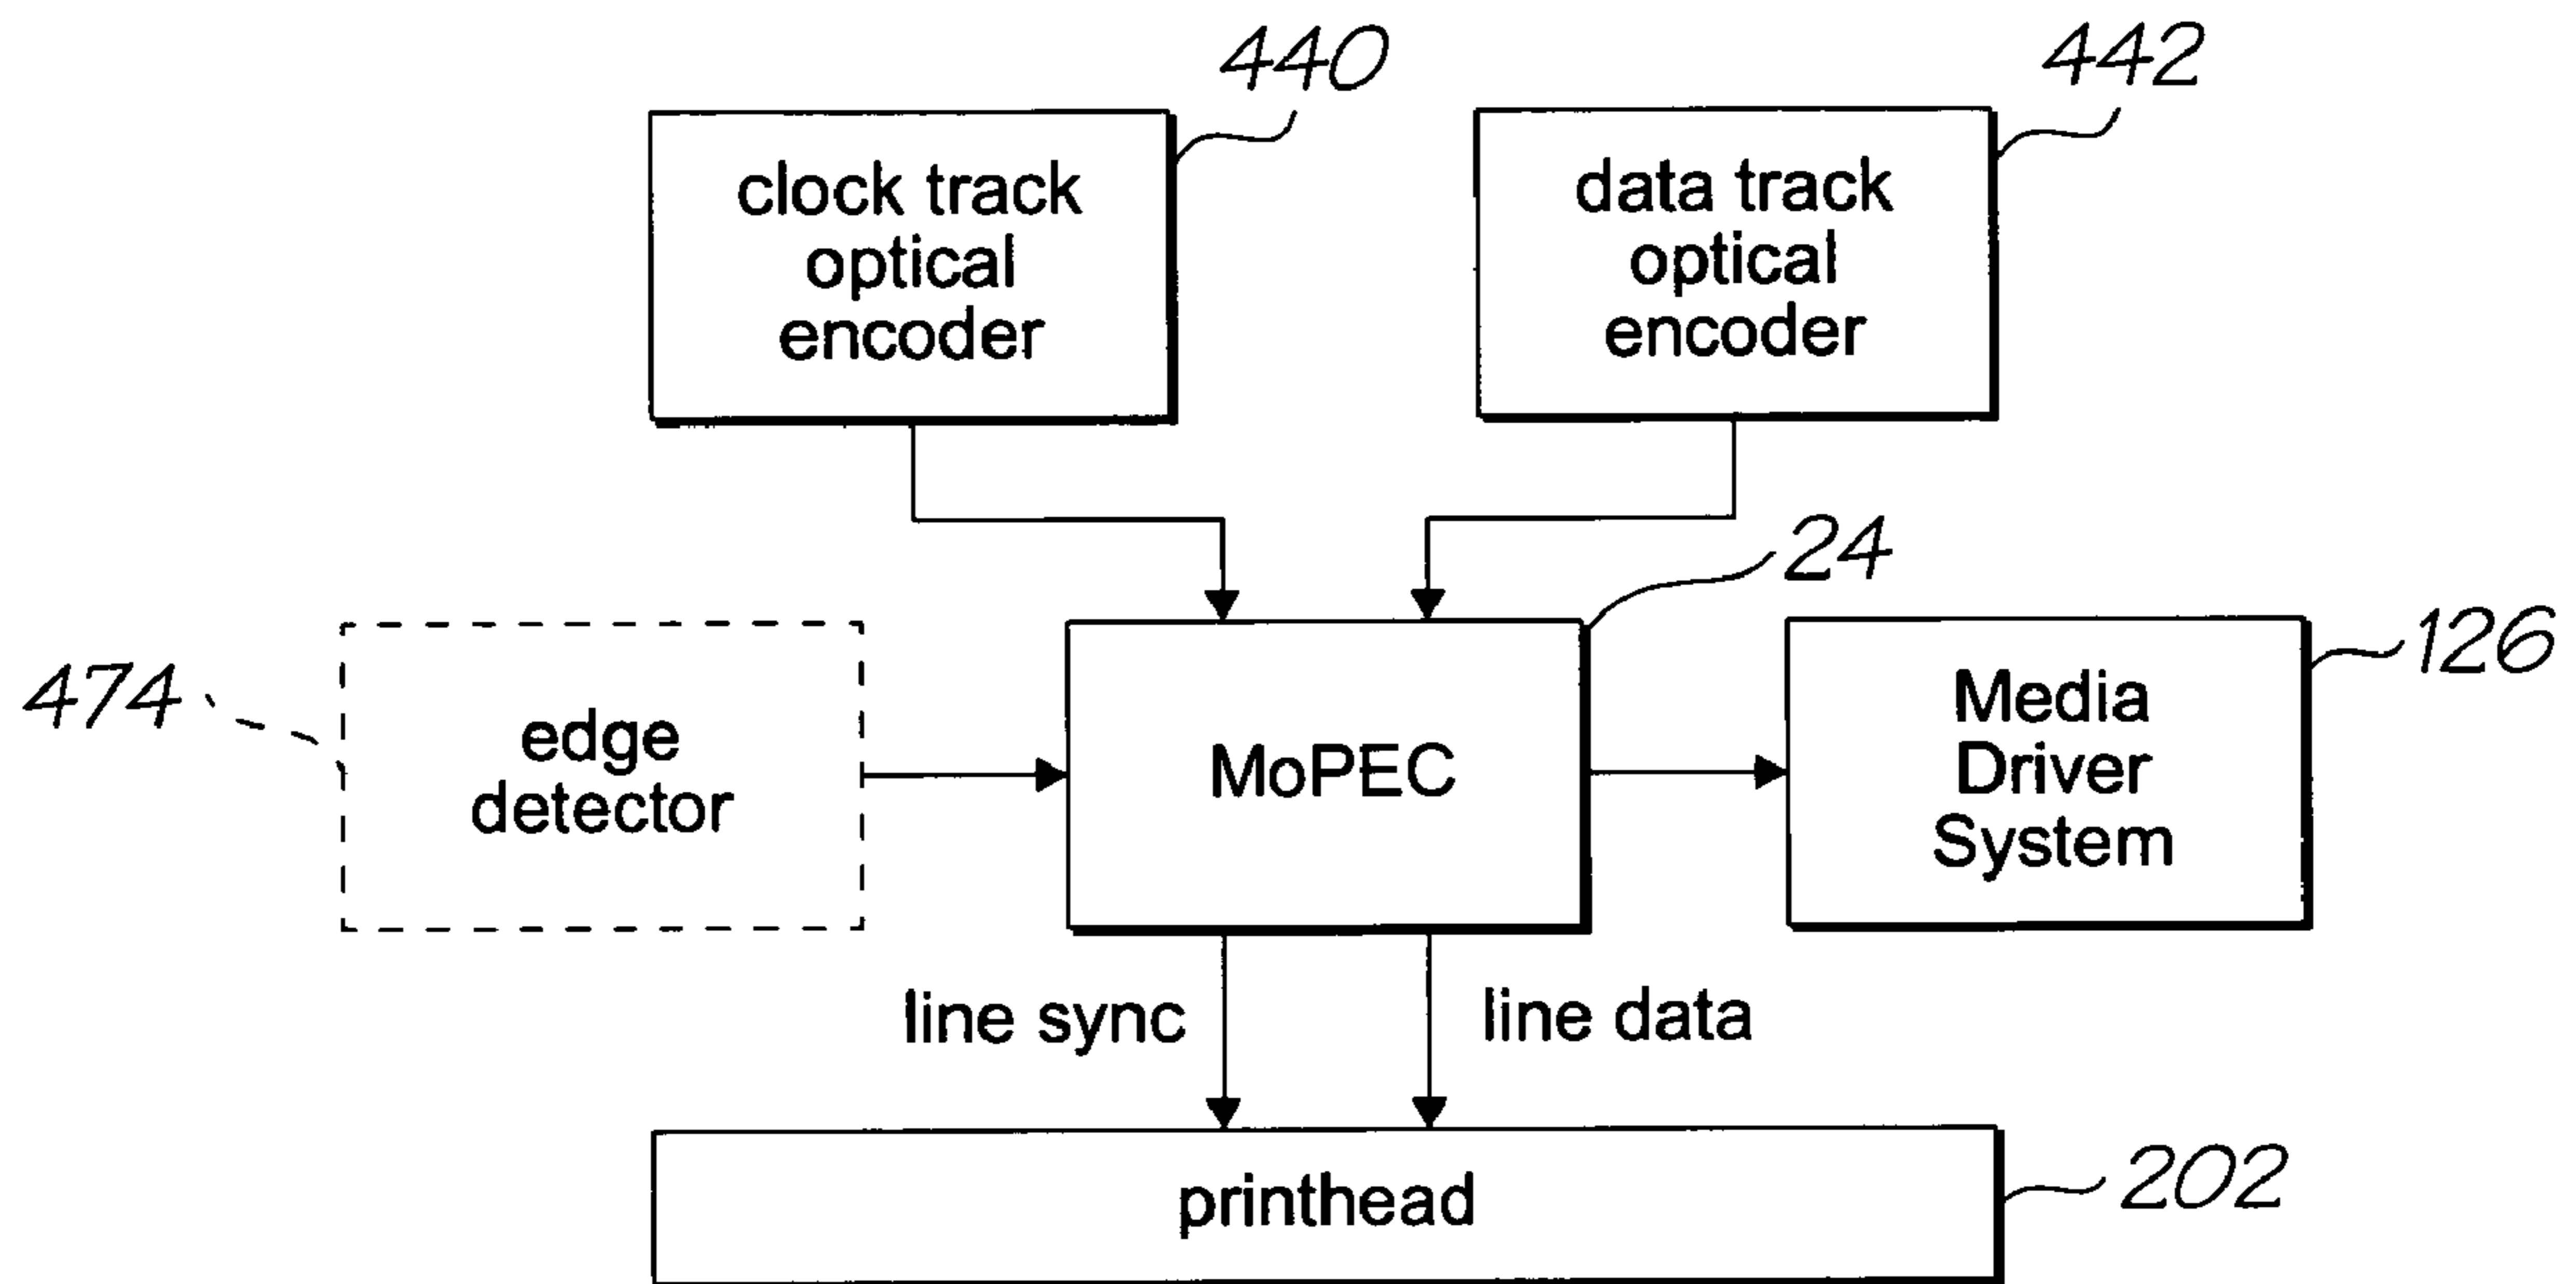 440
442
clock track
optical
encoder
data track
optical
encoder
24
126
474
edge
detector
MoPEC
Media
Driver
System
line sync
line data
printhead
202